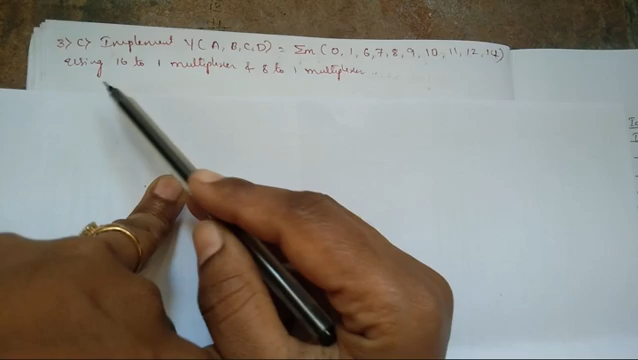 3> C> Implement Y(A, B, C, D) = Σm (0, 1, 6, 7, 8, 9, 10, 11, 12, 14)
using 16 to 1 multiplexer & 8 to 1 multiplexer.